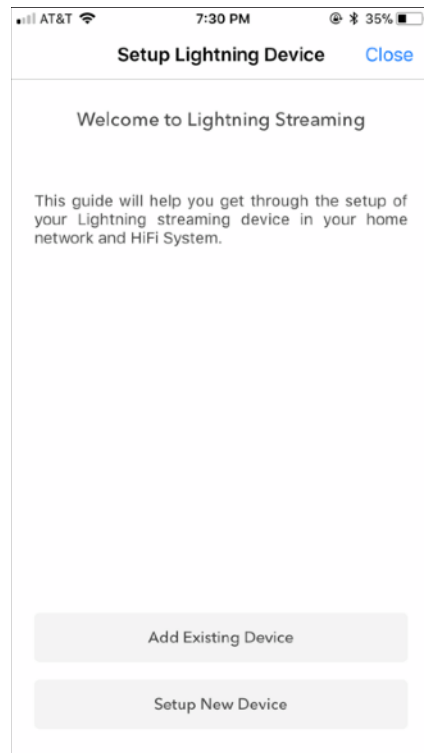 AT&T 7:30 PM 35%
Setup Lightning Device Close
Welcome to Lightning Streaming
This guide will help you get through the setup of
your Lightning streaming device in your home
network and HiFi System.
Add Existing Device
Setup New Device